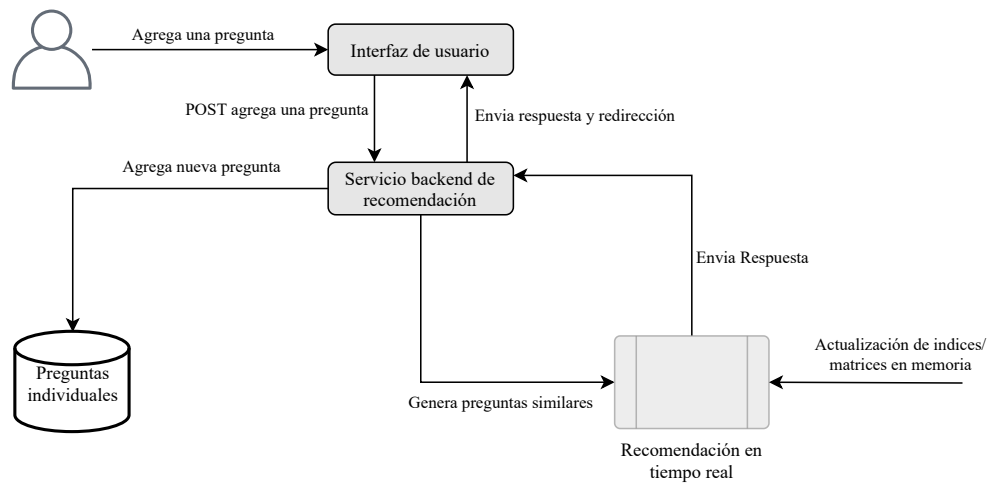 Agrega una pregunta
Interfaz de usuario
POST agrega una pregunta
Envia respuesta y redirección
Agrega nueva pregunta
Servicio backend de
recomendación
Envia Respuesta
Preguntas
individuales
Genera preguntas similares
Actualización de indices/
matrices en memoria
Recomendación en
tiempo real